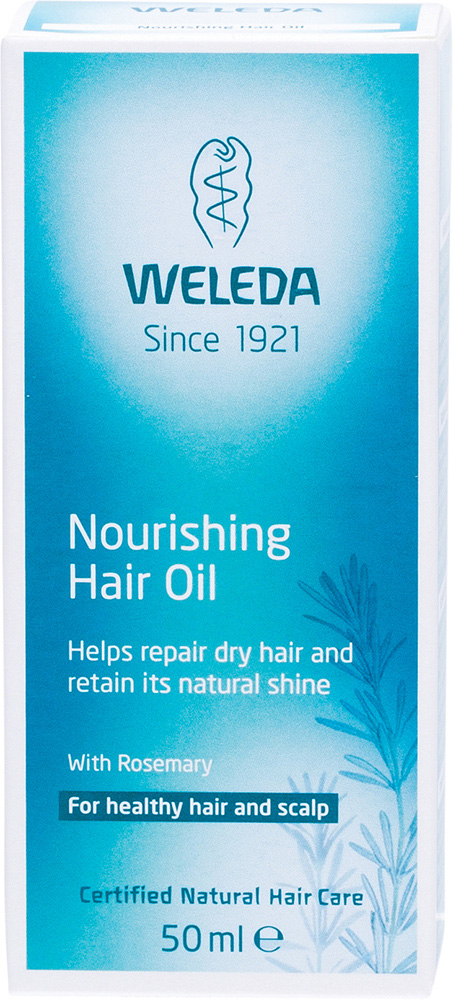 WELEDA
Nourishing Hair Oil
WELEDA
Since 1921
Nourishing
Hair Oil
Helps repair dry hair and
retain its natural shine
With Rosemary
For healthy hair and scalp
Certified Natural Hair Care
50 ml ℮